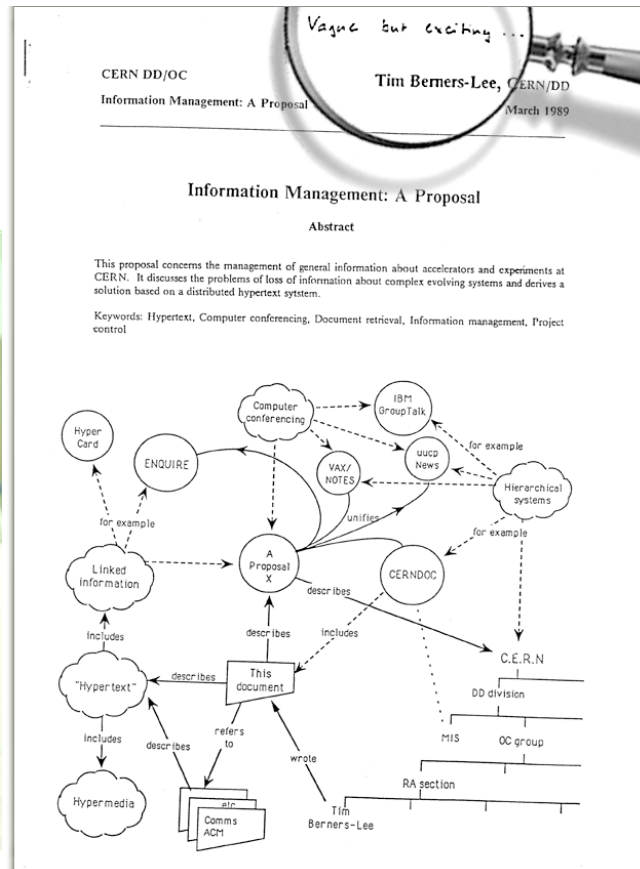 Vague but exciting ...
CERN DD/OC
Tim Berners-Lee, CERN/DD
Information Management: A Proposal
March 1989
Information Management: A Proposal
Abstract
This proposal concerns the management of general information about accelerators and experiments at
CERN. It discusses the problems of loss of information about complex evolving systems and derives a
solution based on a distributed hypertext sytstem.
Keywords: Hypertext, Computer conferencing, Document retrieval, Information management, Project
control
Computer
conferencing
IBM
GroupTalk
Hyper
Card
ENQUIRE
VAX/
NOTES
uucp
News
for example
Hierarchical
systems
unifies
for example
for example
Linked
information
A
Proposal
X
CERNDOC
describes
includes
describes
includes
C.E.R.N
"Hypertext"
describes
This
document
DD division
includes
describes
refers
to
wrote
MIS
OC group
RA section
Hypermedia
etc
Comms
ACM
Tim
Berners-Lee